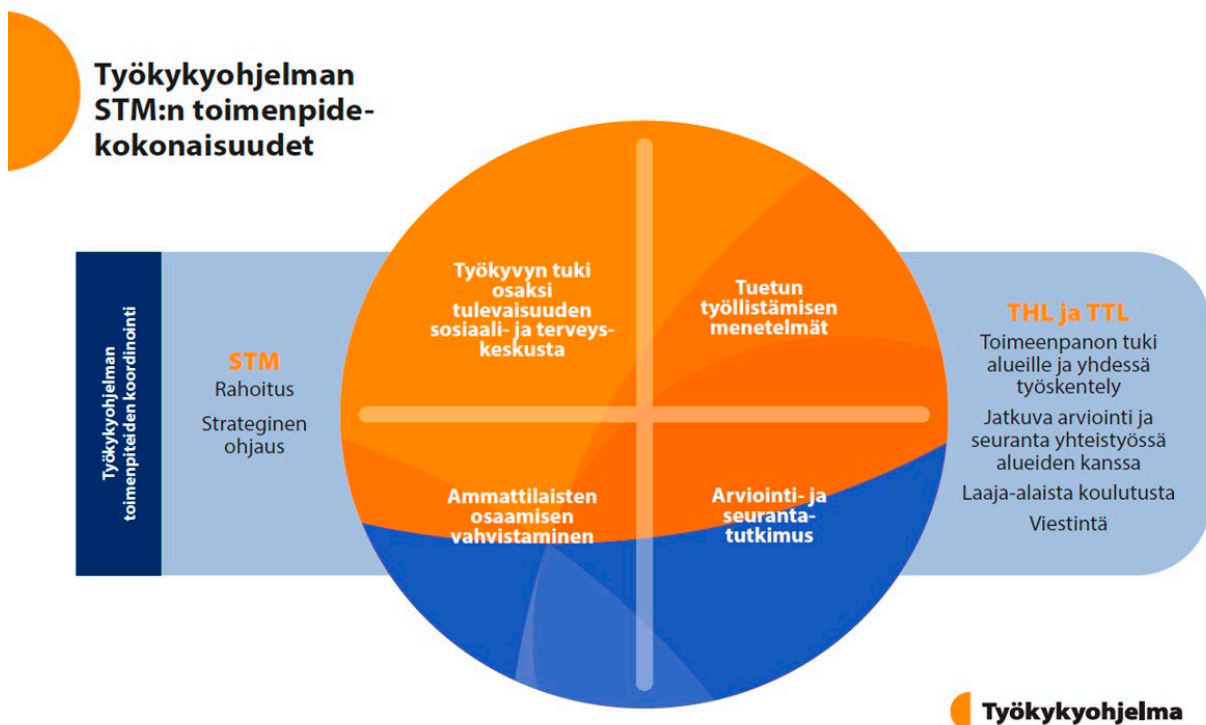 Työkykyohjelman
STM:n toimenpide-
kokonaisuudet
Työkykyohjelman
toimenpiteiden koordinointi
STM
Rahoitus
Strateginen
ohjaus
Työkyvyn tuki
osaksi
tulevaisuuden
sosiaali- ja terveys-
keskusta
Tuetun
työllistämisen
menetelmät
Ammattilaisten
osaamisen
vahvistaminen
Arviointi- ja
seuranta-
tutkimus
THL ja TTL
Toimeenpanon tuki
alueille ja yhdessä
työskentely
Jatkuva arviointi ja
seuranta yhteistyössä
alueiden kanssa
Laaja-alaista koulutusta
Viestintä
Työkykyohjelma